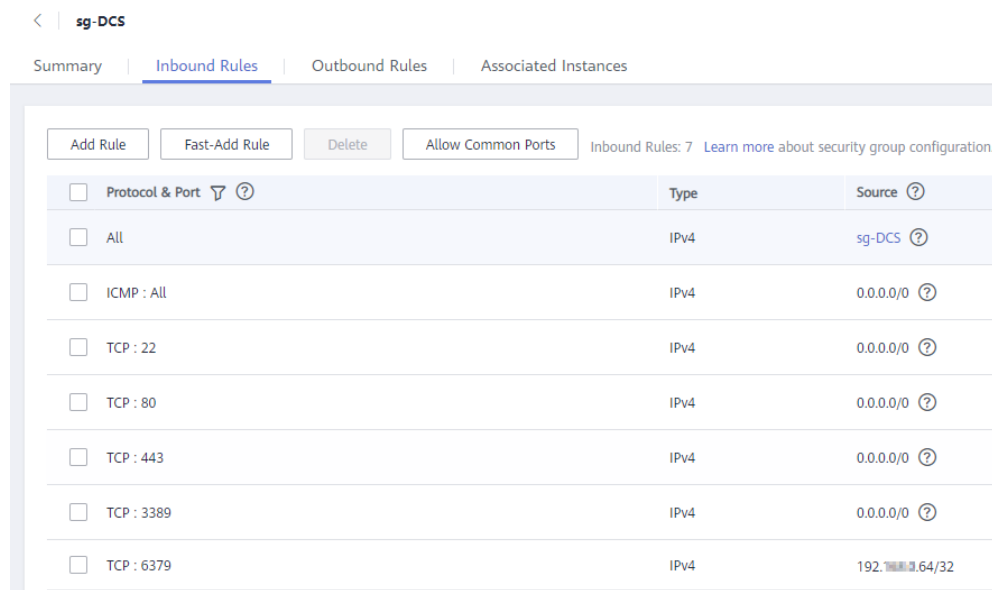 sg-DCS
Summary Inbound Rules Outbound Rules Associated Instances
Add Rule Fast-Add Rule Delete Allow Common Ports Inbound Rules: 7 Learn more about security group configuration.
Protocol & Port Type Source
All IPv4 sg-DCS
ICMP : All IPv4 0.0.0.0/0
TCP : 22 IPv4 0.0.0.0/0
TCP : 80 IPv4 0.0.0.0/0
TCP : 443 IPv4 0.0.0.0/0
TCP : 3389 IPv4 0.0.0.0/0
TCP : 6379 IPv4 192. .64/32